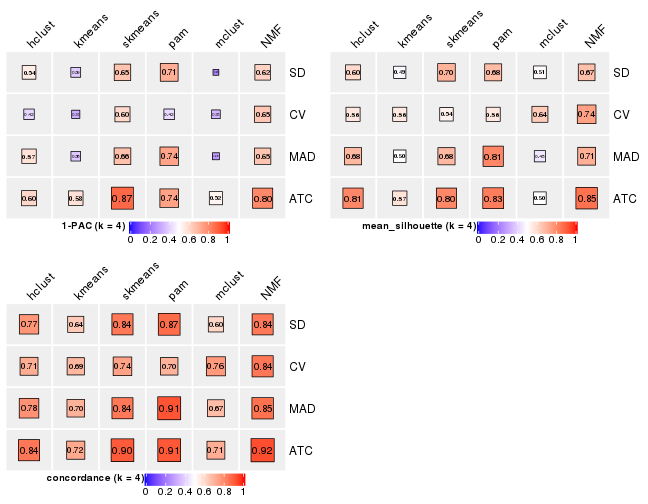 hclust kmeans skmeans pam mclust NMF
0.54 0.65 0.71 0.62 SD
0.60 0.65 CV
0.57 0.66 0.74 0.65 MAD
0.60 0.58 0.87 0.74 0.52 0.80 ATC
1-PAC (k = 4)
0 0.2 0.4 0.6 0.8 1
hclust kmeans skmeans pam mclust NMF
0.60 0.49 0.70 0.68 0.51 0.67 SD
0.56 0.56 0.54 0.56 0.64 0.74 CV
0.68 0.50 0.68 0.81 0.71 MAD
0.81 0.57 0.80 0.83 0.50 0.85 ATC
mean_silhouette (k = 4)
0 0.2 0.4 0.6 0.8 1
hclust kmeans skmeans pam mclust NMF
0.77 0.64 0.84 0.87 0.60 0.84 SD
0.71 0.69 0.74 0.70 0.76 0.84 CV
0.78 0.70 0.84 0.91 0.67 0.85 MAD
0.84 0.72 0.90 0.91 0.71 0.92 ATC
concordance (k = 4)
0 0.2 0.4 0.6 0.8 1